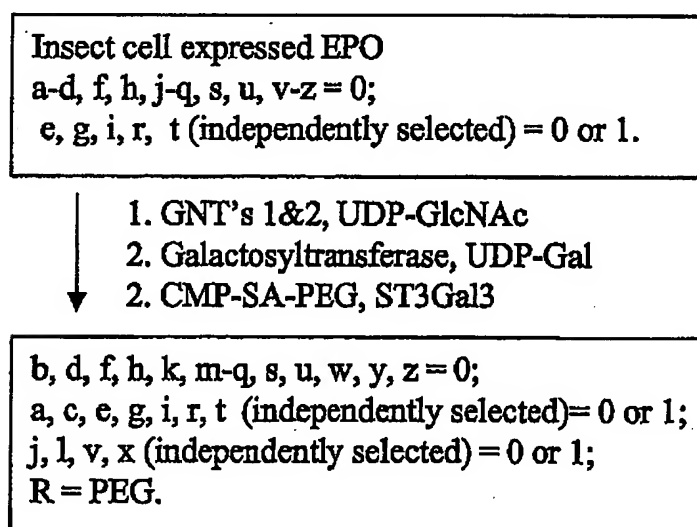 Insect cell expressed EPO
a-d, f, h, j-q, s, u, v-z = 0;
e, g, i, r, t (independently selected) = 0 or 1.
1. GNT's 1&2, UDP-GlcNAc
2. Galactosyltransferase, UDP-Gal
2. CMP-SA-PEG, ST3Gal3
b, d, f, h, k, m-q, s, u, w, y, z = 0;
a, c, e, g, i, r, t (independently selected)= 0 or 1;
j, l, v, x (independently selected) = 0 or 1;
R = PEG.